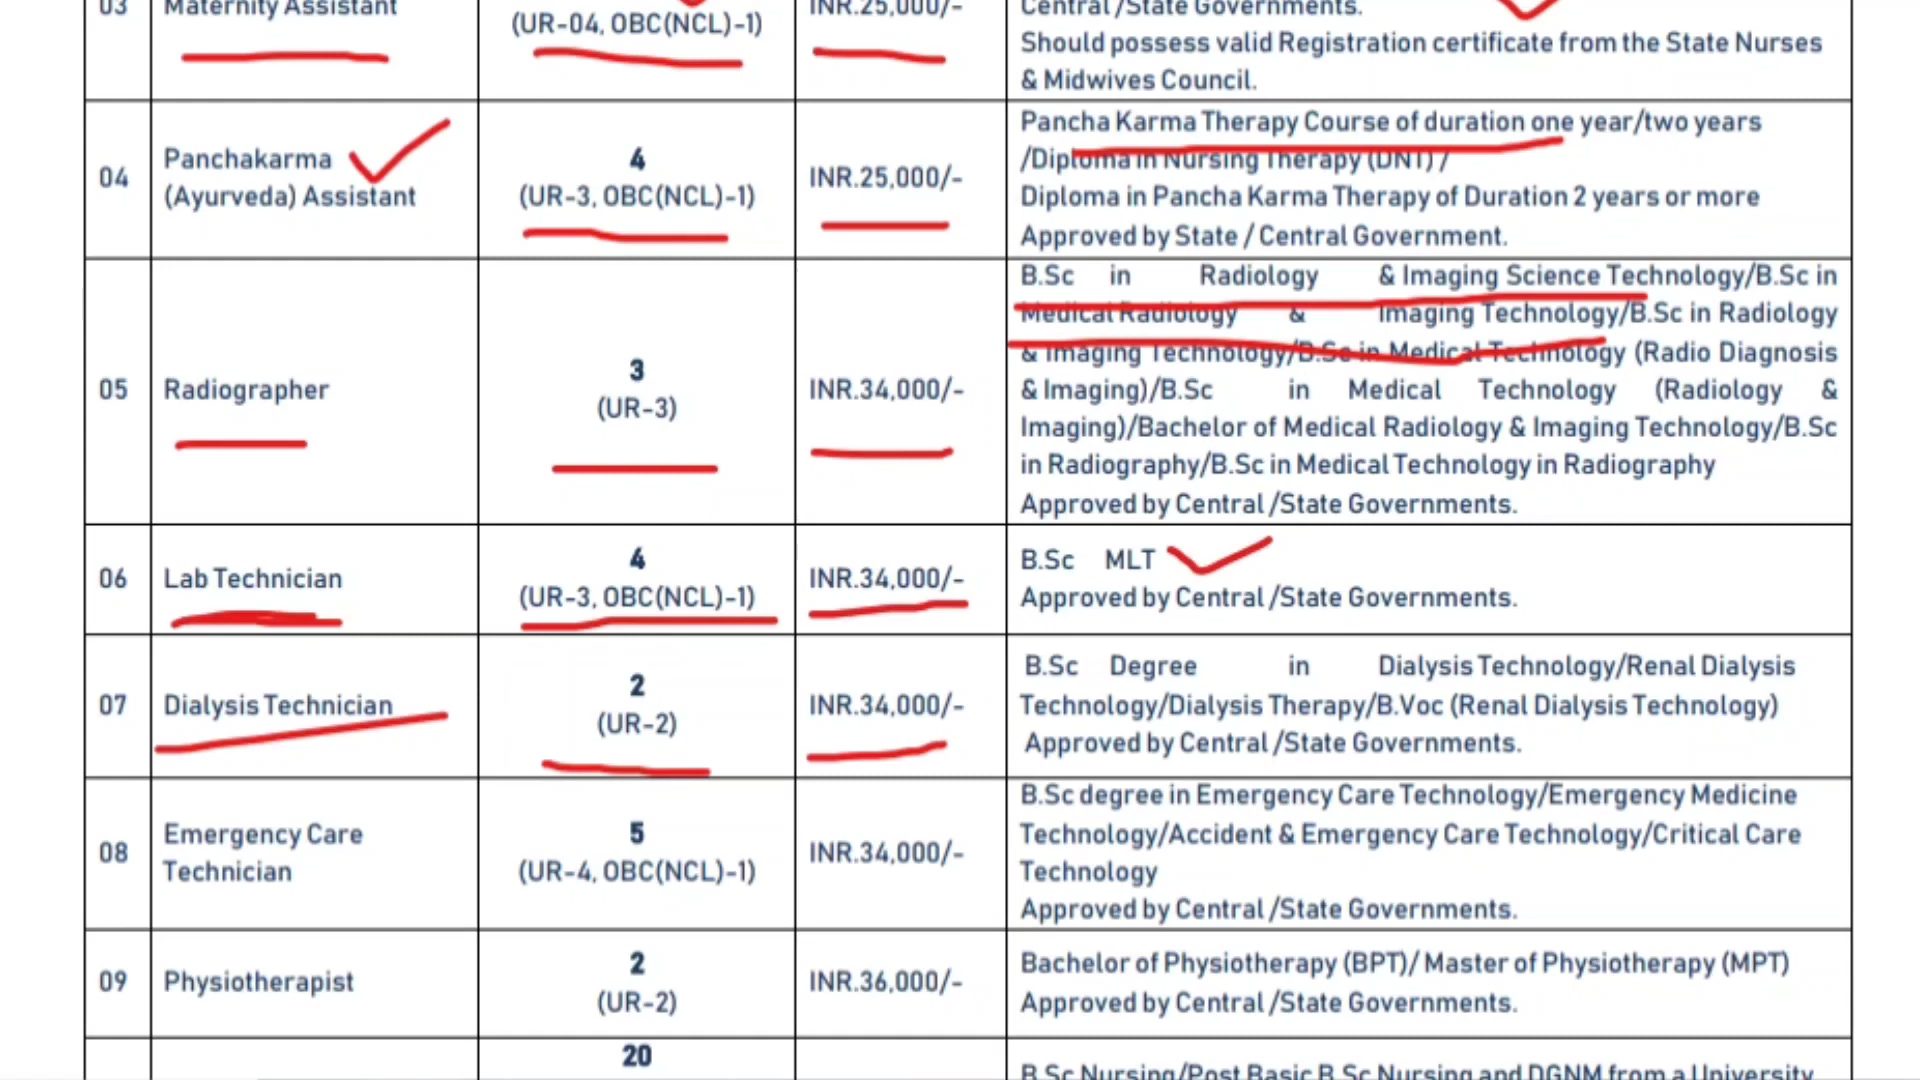 03
Maternity Assistant
(UR-04, OBC(NCL)-1)
INR.25,000/-
Central /State Governments.
Should possess valid Registration certificate from the State Nurses
& Midwives Council.
04
Panchakarma
(Ayurveda) Assistant
4
(UR-3, OBC(NCL)-1)
INR.25,000/-
Pancha Karma Therapy Course of duration one year/two years
/Diploma in Nursing Therapy (DNT) /
Diploma in Pancha Karma Therapy of Duration 2 years or more
Approved by State / Central Government.
05
Radiographer
3
(UR-3)
INR.34,000/-
B.Sc in Radiology & Imaging Science Technology/B.Sc in
Medical Radiology & Imaging Technology/B.Sc in Radiology
& Imaging Technology/B.Sc in Medical Technology (Radio Diagnosis
& Imaging)/B.Sc in Medical Technology (Radiology &
Imaging)/Bachelor of Medical Radiology & Imaging Technology/B.Sc
in Radiography/B.Sc in Medical Technology in Radiography
Approved by Central /State Governments.
06
Lab Technician
4
(UR-3, OBC(NCL)-1)
INR.34,000/-
B.Sc MLT
Approved by Central /State Governments.
07
Dialysis Technician
2
(UR-2)
INR.34,000/-
B.Sc Degree in Dialysis Technology/Renal Dialysis
Technology/Dialysis Therapy/B.Voc (Renal Dialysis Technology)
Approved by Central /State Governments.
08
Emergency Care
Technician
5
(UR-4, OBC(NCL)-1)
INR.34,000/-
B.Sc degree in Emergency Care Technology/Emergency Medicine
Technology/Accident & Emergency Care Technology/Critical Care
Technology
Approved by Central /State Governments.
09
Physiotherapist
2
(UR-2)
INR.36,000/-
Bachelor of Physiotherapy (BPT)/ Master of Physiotherapy (MPT)
Approved by Central /State Governments.
20
B.Sc Nursing/Post Basic B.Sc Nursing and DGNM from a University